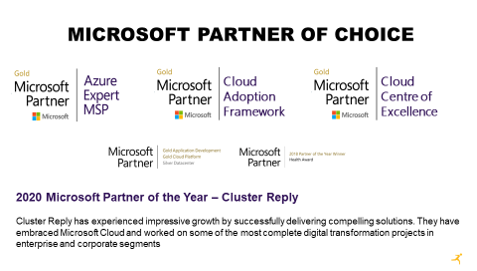 MICROSOFT PARTNER OF CHOICE
Gold
Microsoft
Partner
Microsoft
Azure
Expert
MSP
Gold
Microsoft
Partner
Microsoft
Cloud
Adoption
Framework
Gold
Microsoft
Partner
Microsoft
Cloud
Centre of
Excellence
Microsoft
Partner
Gold Application Development
Gold Cloud Platform
Silver Datacenter
Microsoft
Partner
Partner of the Year Winner
Health Award
2020 Microsoft Partner of the Year – Cluster Reply
Cluster Reply has experienced impressive growth by successfully delivering compelling solutions. They have
embraced Microsoft Cloud and worked on some of the most complete digital transformation projects in
enterprise and corporate segments